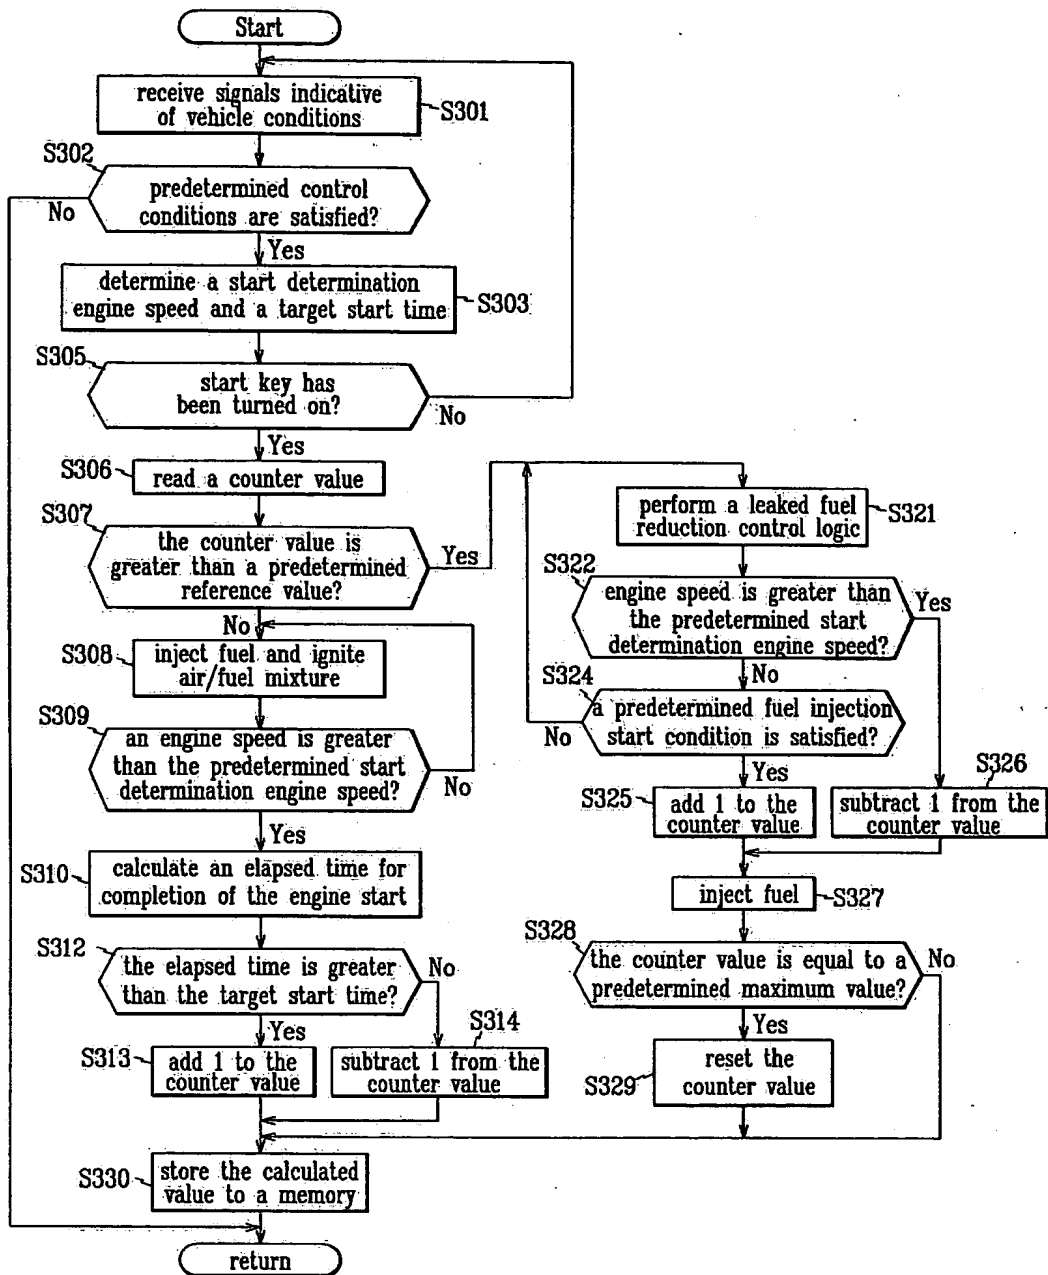 Start
receive signals indicative
of vehicle conditions
S301
S302
predetermined control
conditions are satisfied?
No
Yes
determine a start determination
engine speed and a target start time
S303
S305
start key has
been turned on?
No
Yes
S306
read a counter value
S307
the counter value is
greater than a predetermined
reference value?
Yes
No
S308
inject fuel and ignite
air/fuel mixture
S309
an engine speed is greater
than the predetermined start
determination engine speed?
No
Yes
S310
calculate an elapsed time for
completion of the engine start
S312
the elapsed time is greater
than the target start time?
No
Yes
S313
add 1 to the
counter value
S314
subtract 1 from the
counter value
perform a leaked fuel
reduction control logic
S321
S322
engine speed is greater than
the predetermined start
determination engine speed?
Yes
No
S324
a predetermined fuel injection
start condition is satisfied?
No
Yes
S325
add 1 to the
counter value
S326
subtract 1 from the
counter value
inject fuel
S327
S328
the counter value is equal to a
predetermined maximum value?
No
Yes
S329
reset the
counter value
S330
store the calculated
value to a memory
return